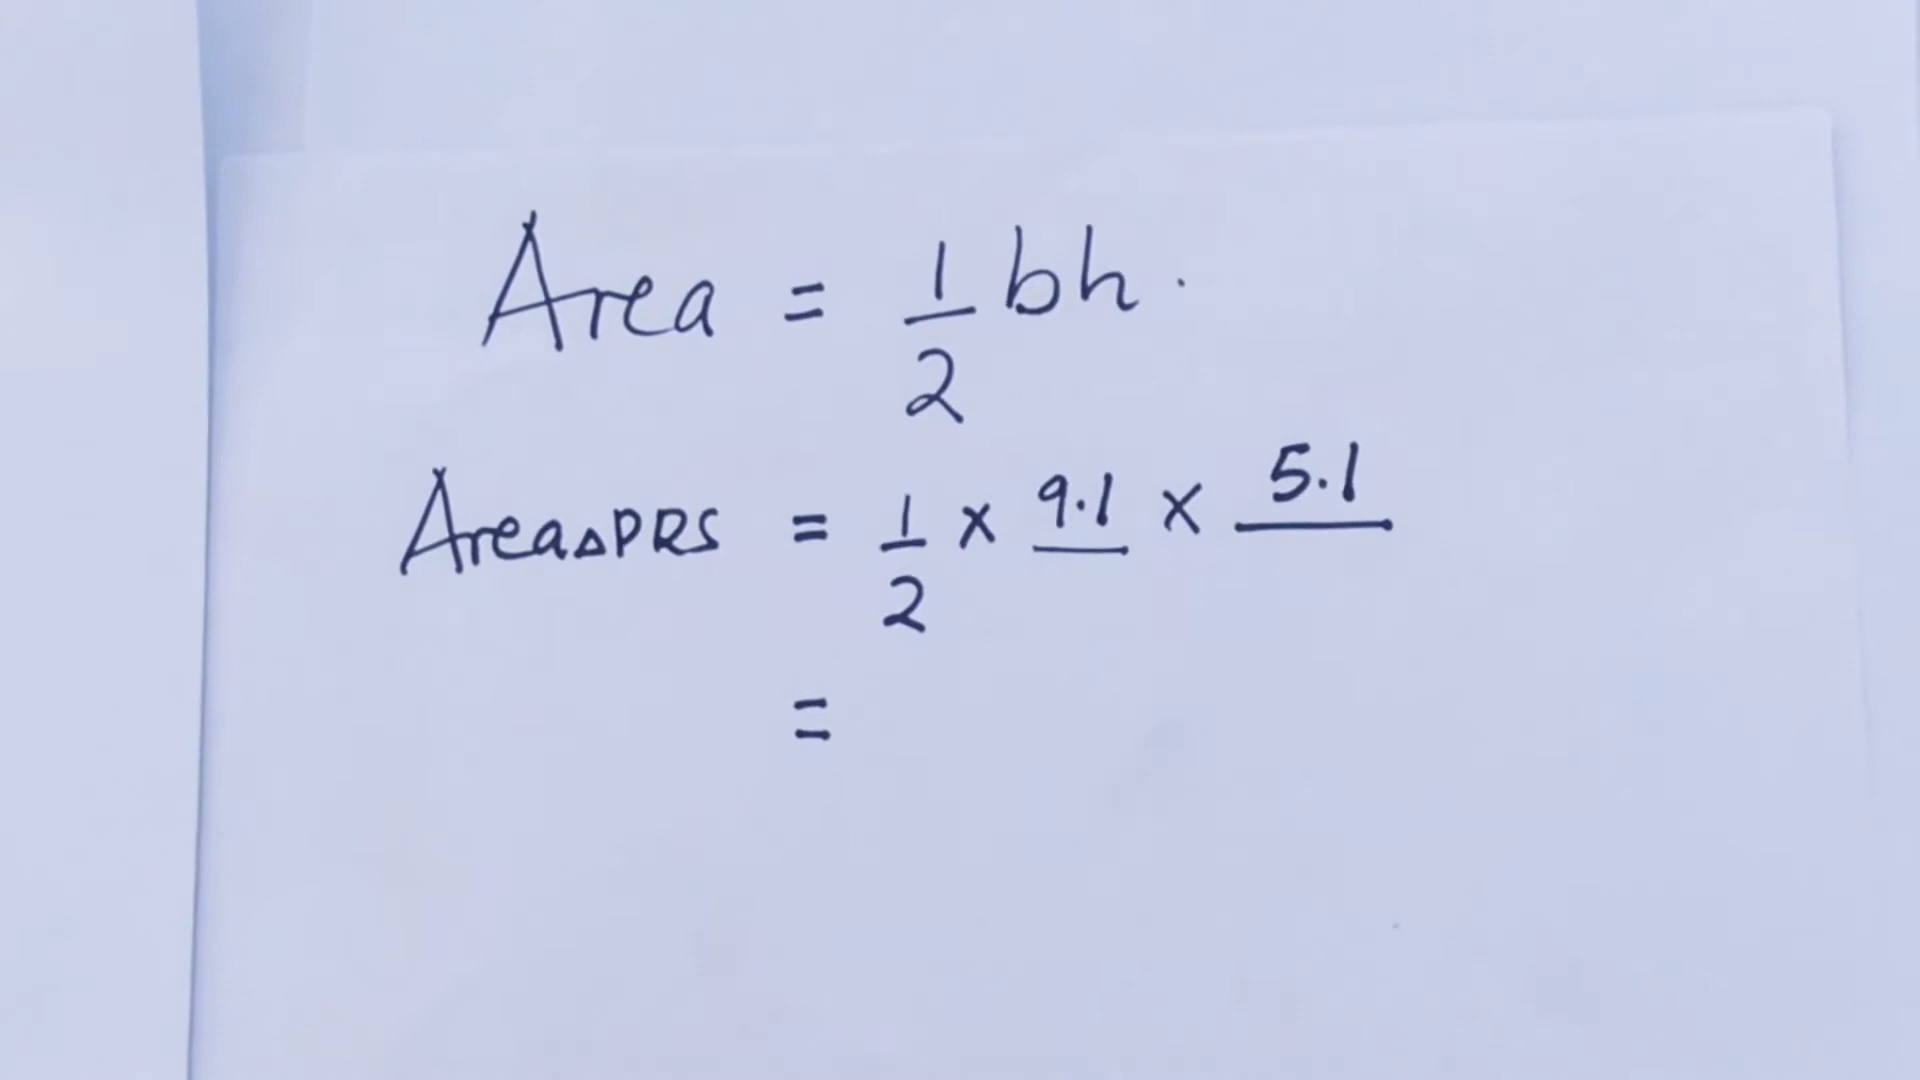 Area = 1/2 bh.
Area△PRS = 1/2 × 9.1 × 5.1
=